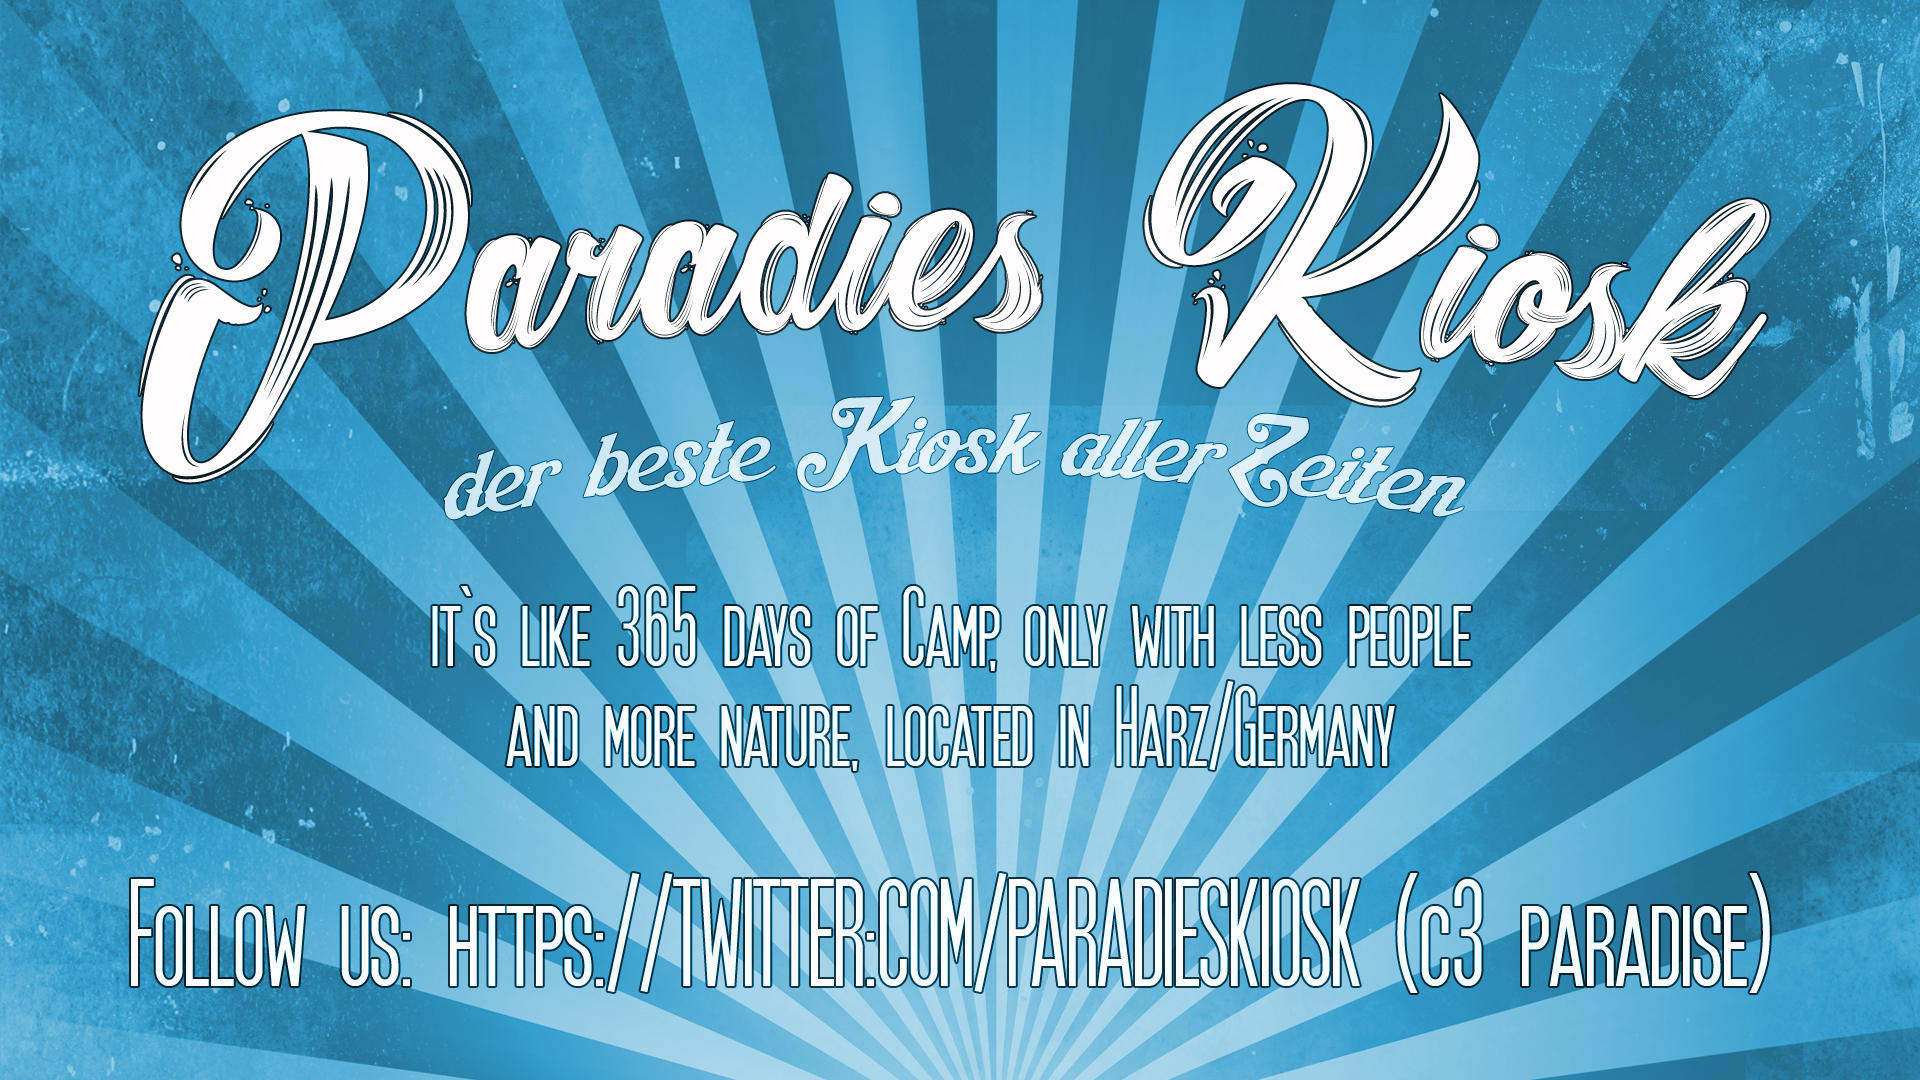 Paradies Kiosk
der beste Kiosk aller Zeiten
it`s like 365 days of Camp, only with less people
and more nature, located in Harz/Germany
Follow us: https://TWITTER:COM/PARADIESKIOSK (c3 paradise)